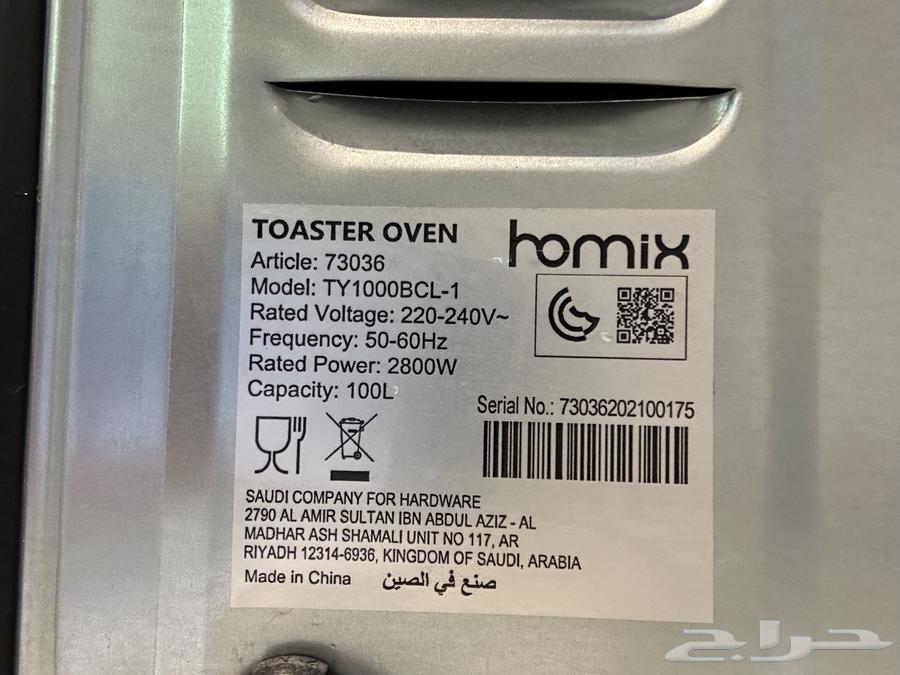 TOASTER OVEN
homix
Article: 73036
Model: TY1000BCL-1
Rated Voltage: 220-240V~
Frequency: 50-60Hz
Rated Power: 2800W
Capacity: 100L
Serial No.: 73036202100175
SAUDI COMPANY FOR HARDWARE
2790 AL AMIR SULTAN IBN ABDUL AZIZ - AL
MADHAR ASH SHAMALI UNIT NO 117, AR
RIYADH 12314-6936, KINGDOM OF SAUDI, ARABIA
Made in China صنع في الصين
حراج